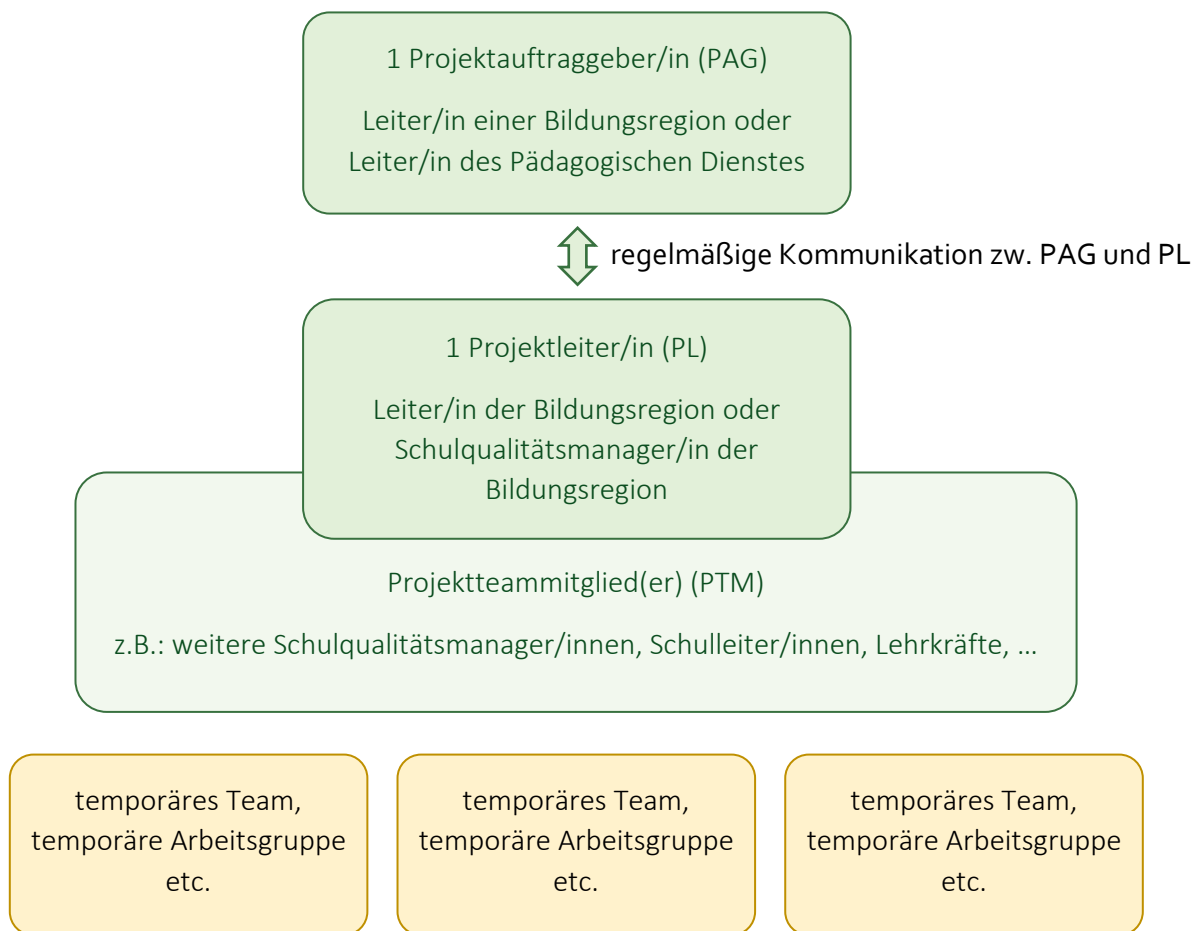 1 Projektauftraggeber/in (PAG)
Leiter/in einer Bildungsregion oder
Leiter/in des Pädagogischen Dienstes
regelmäßige Kommunikation zw. PAG und PL
1 Projektleiter/in (PL)
Leiter/in der Bildungsregion oder
Schulqualitätsmanager/in der
Bildungsregion
Projektteammitglied(er) (PTM)
z.B.: weitere Schulqualitätsmanager/innen, Schulleiter/innen, Lehrkräfte, …
temporäres Team,
temporäre Arbeitsgruppe
etc.
temporäres Team,
temporäre Arbeitsgruppe
etc.
temporäres Team,
temporäre Arbeitsgruppe
etc.